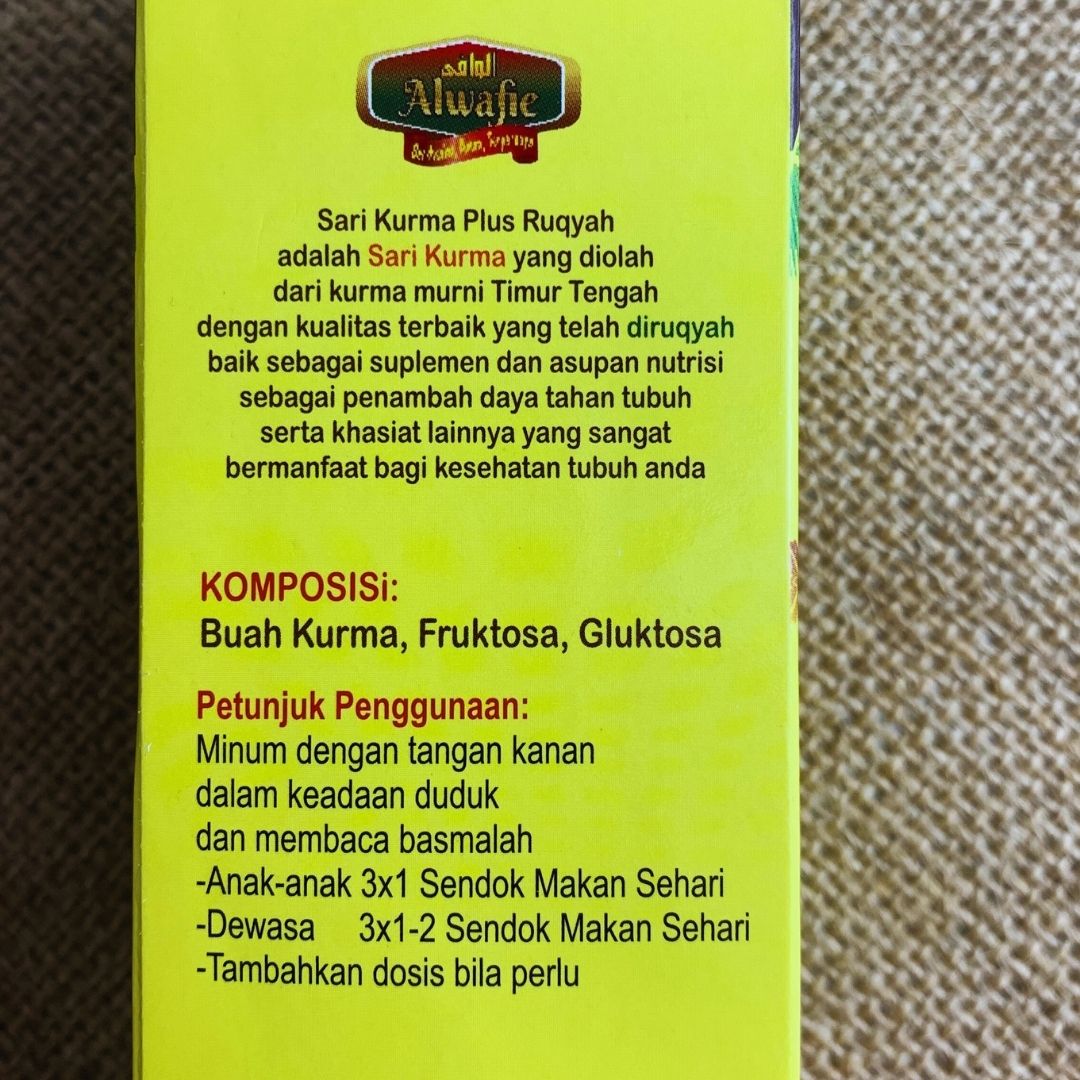 الوافي
Alwafie
Sari Kurma Plus Ruqyah
adalah Sari Kurma yang diolah
dari kurma murni Timur Tengah
dengan kualitas terbaik yang telah diruqyah
baik sebagai suplemen dan asupan nutrisi
sebagai penambah daya tahan tubuh
serta khasiat lainnya yang sangat
bermanfaat bagi kesehatan tubuh anda
KOMPOSISi:
Buah Kurma, Fruktosa, Gluktosa
Petunjuk Penggunaan:
Minum dengan tangan kanan
dalam keadaan duduk
dan membaca basmalah
-Anak-anak 3x1 Sendok Makan Sehari
-Dewasa 3x1-2 Sendok Makan Sehari
-Tambahkan dosis bila perlu